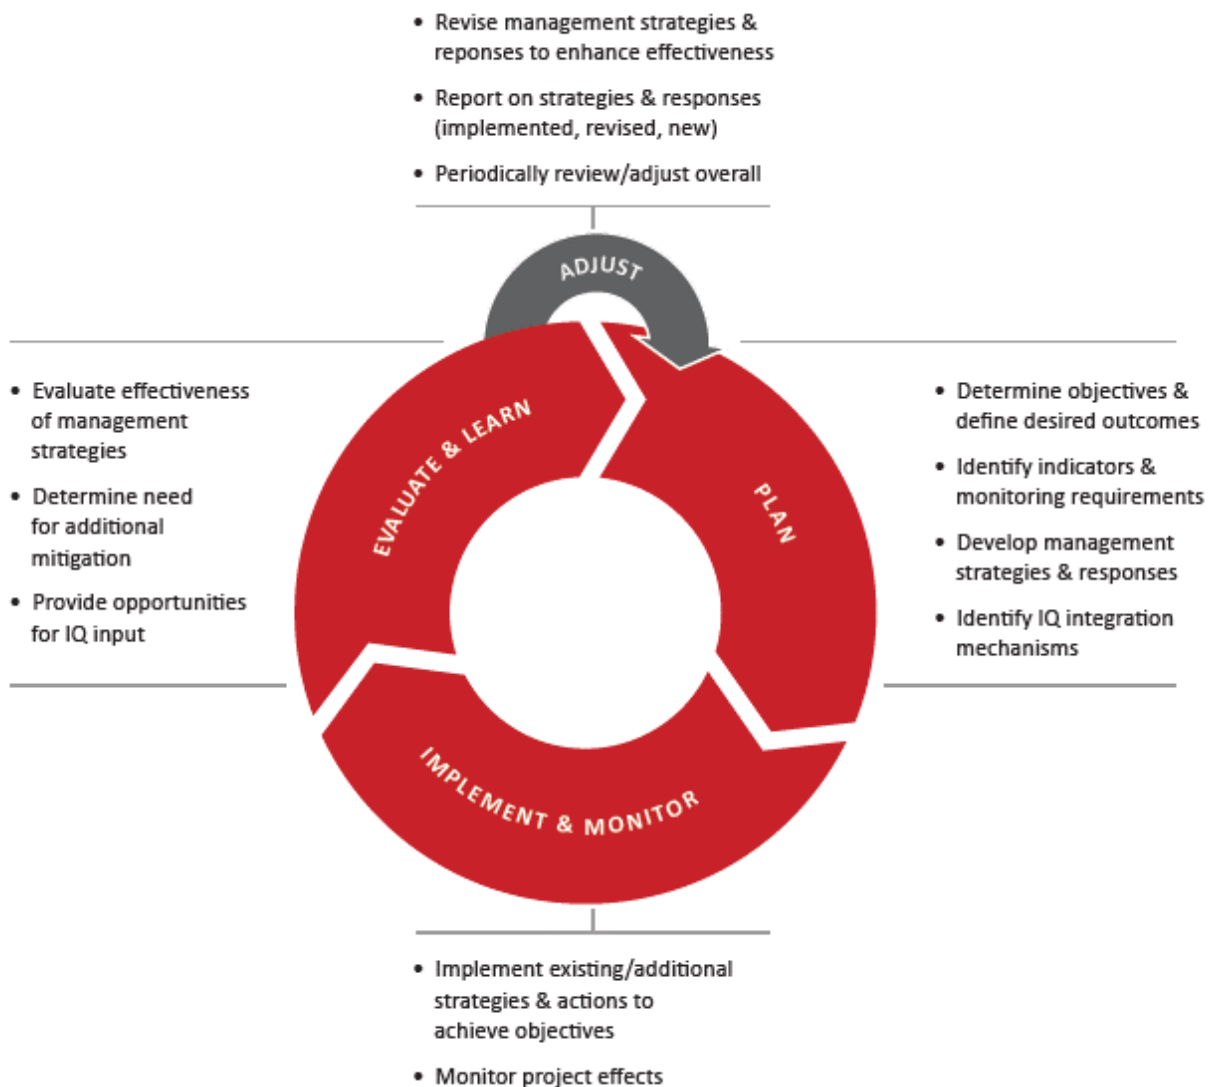 • Revise management strategies &
reponses to enhance effectiveness
• Report on strategies & responses
(implemented, revised, new)
• Periodically review/adjust overall
ADJUST
EVALUATE & LEARN
PLAN
IMPLEMENT & MONITOR
• Evaluate effectiveness
of management
strategies
• Determine need
for additional
mitigation
• Provide opportunities
for IQ input
• Determine objectives &
define desired outcomes
• Identify indicators &
monitoring requirements
• Develop management
strategies & responses
• Identify IQ integration
mechanisms
• Implement existing/additional
strategies & actions to
achieve objectives
• Monitor project effects